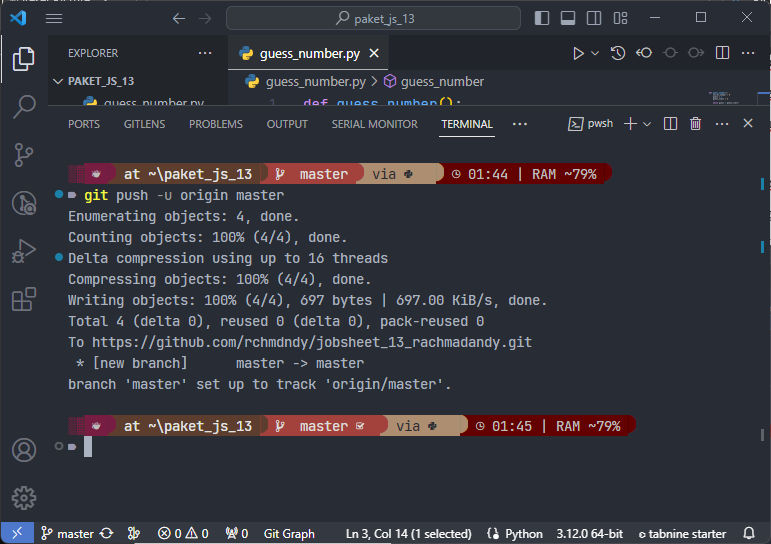 paket_js_13
EXPLORER
guess_number.py
PAKET_JS_13
guess_number.py > guess_number
guess_number.py
1 def guess_number():
PORTS GITLENS PROBLEMS OUTPUT SERIAL MONITOR TERMINAL pwsh
at ~\paket_js_13 master via 01:44 | RAM ~79%
git push -u origin master
Enumerating objects: 4, done.
Counting objects: 100% (4/4), done.
Delta compression using up to 16 threads
Compressing objects: 100% (4/4), done.
Writing objects: 100% (4/4), 697 bytes | 697.00 KiB/s, done.
Total 4 (delta 0), reused 0 (delta 0), pack-reused 0
To https://github.com/rchmdndy/jobsheet_13_rachmadandy.git
* [new branch] master -> master
branch 'master' set up to track 'origin/master'.
at ~\paket_js_13 master via 01:45 | RAM ~79%
master 0 0 0 Git Graph Ln 3, Col 14 (1 selected) Python 3.12.0 64-bit tabnine starter